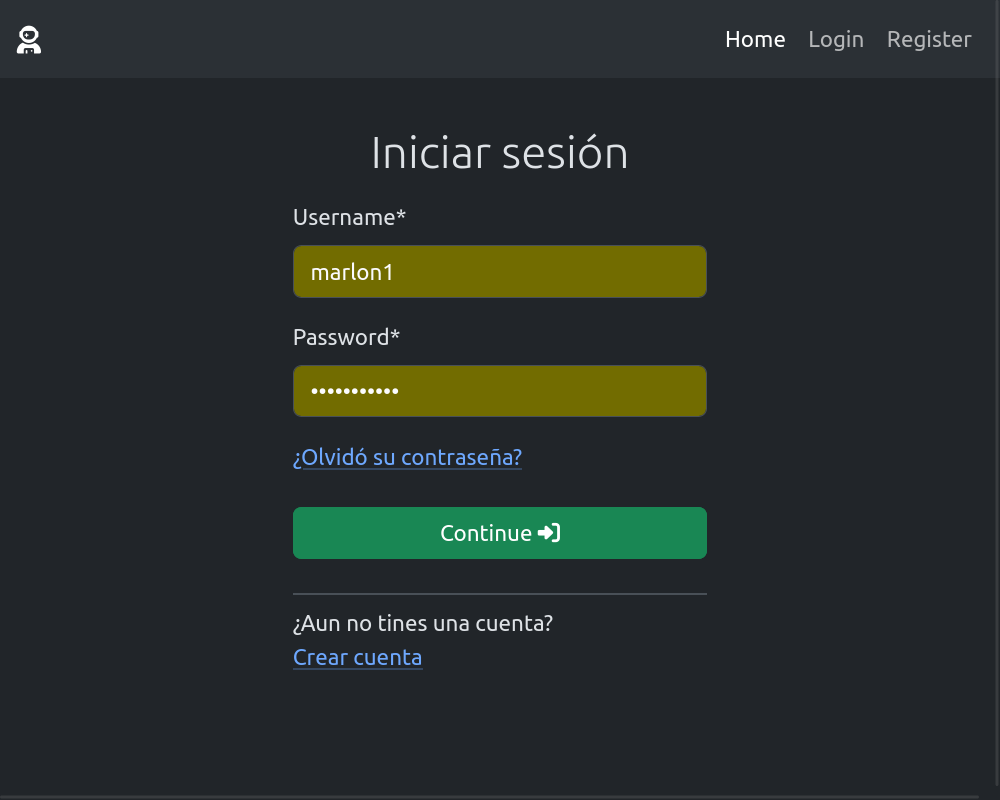 Home Login Register
Iniciar sesión
Username*
marlon1
Password*
•••••••••••
¿Olvidó su contraseña?
Continue
¿Aun no tines una cuenta?
Crear cuenta